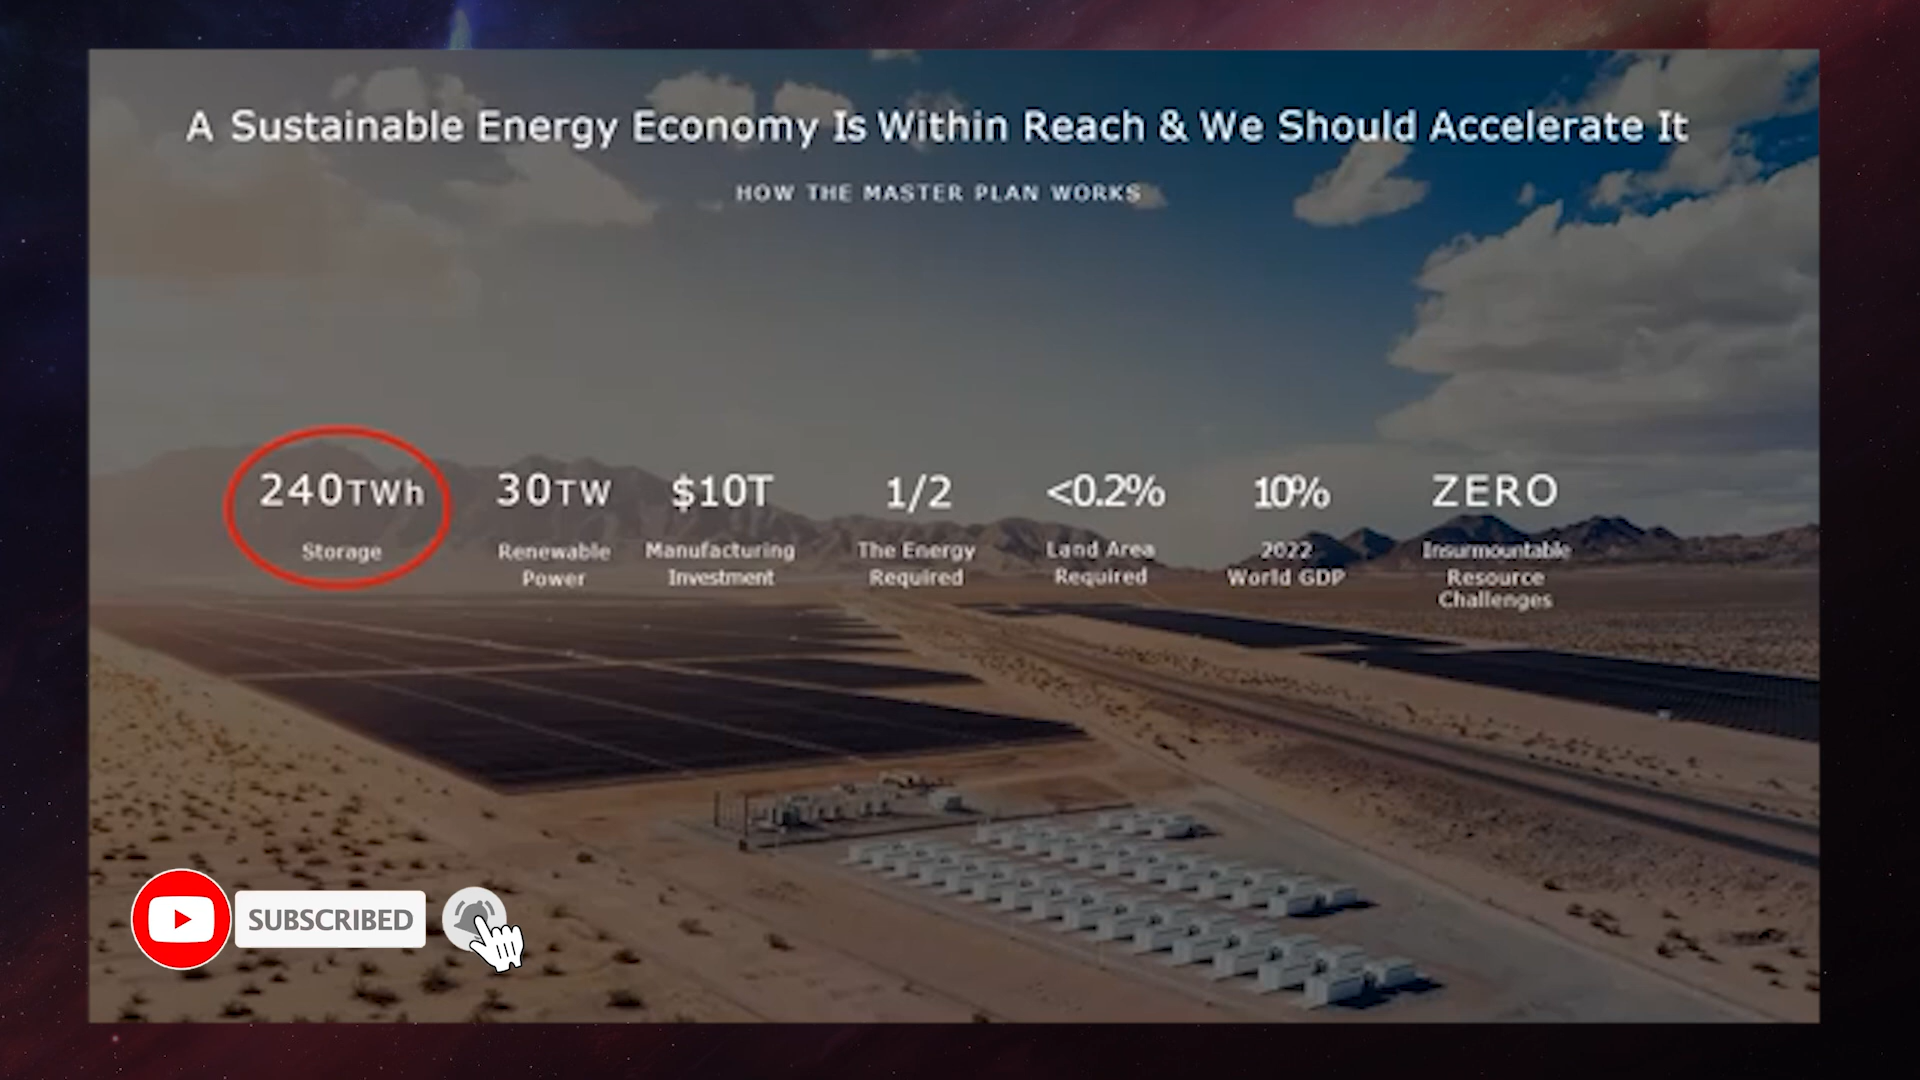 A Sustainable Energy Economy Is Within Reach & We Should Accelerate It
HOW THE MASTER PLAN WORKS
240TWh
Storage
30TW
Renewable
Power
$10T
Manufacturing
Investment
1/2
The Energy
Required
<0.2%
Land Area
Required
10%
2022
World GDP
ZERO
Insurmountable
Resource
Challenges
SUBSCRIBED